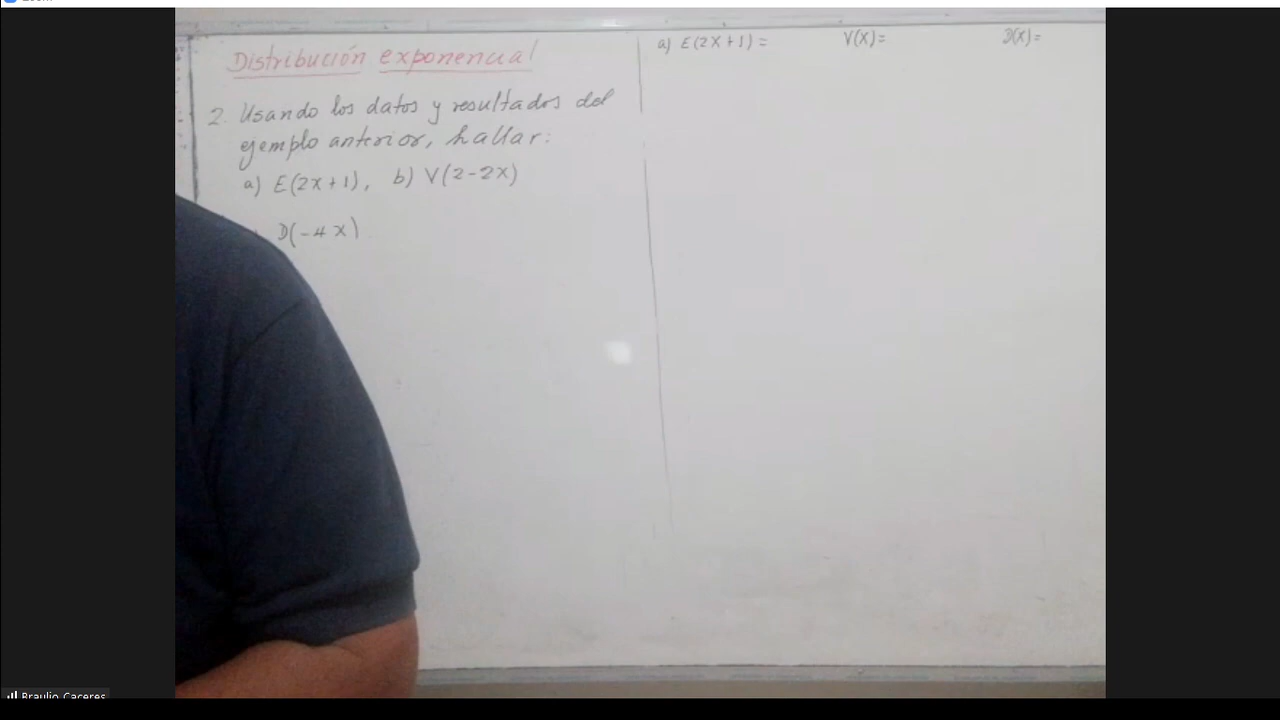 Distribución exponencial
2. Usando los datos y resultados del
ejemplo anterior, hallar:
a) E(2x+1), b) V(2-2x)
D(-4x)
a) E(2X+1)= V(X)= D(X)=
Braulio Caceres